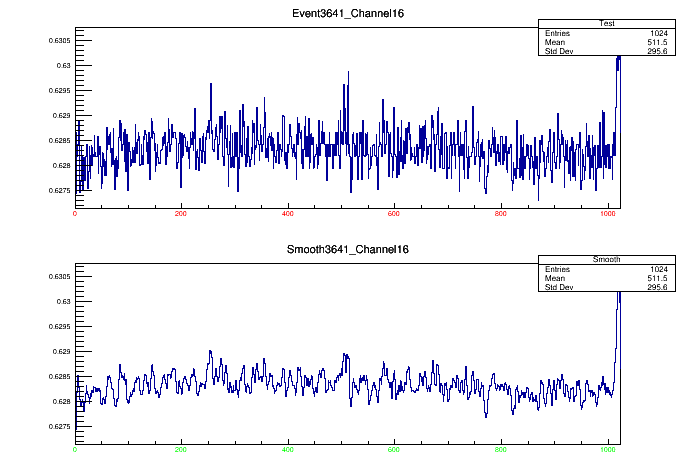 Event3641_Channel16
Test
Entries 1024
Mean 511.5
Std Dev 295.6
0.6305
0.63
0.6295
0.629
0.6285
0.628
0.6275
0 200 400 600 800 1000
Smooth3641_Channel16
Smooth
Entries 1024
Mean 511.5
Std Dev 295.6
0.6305
0.63
0.6295
0.629
0.6285
0.628
0.6275
0 200 400 600 800 1000